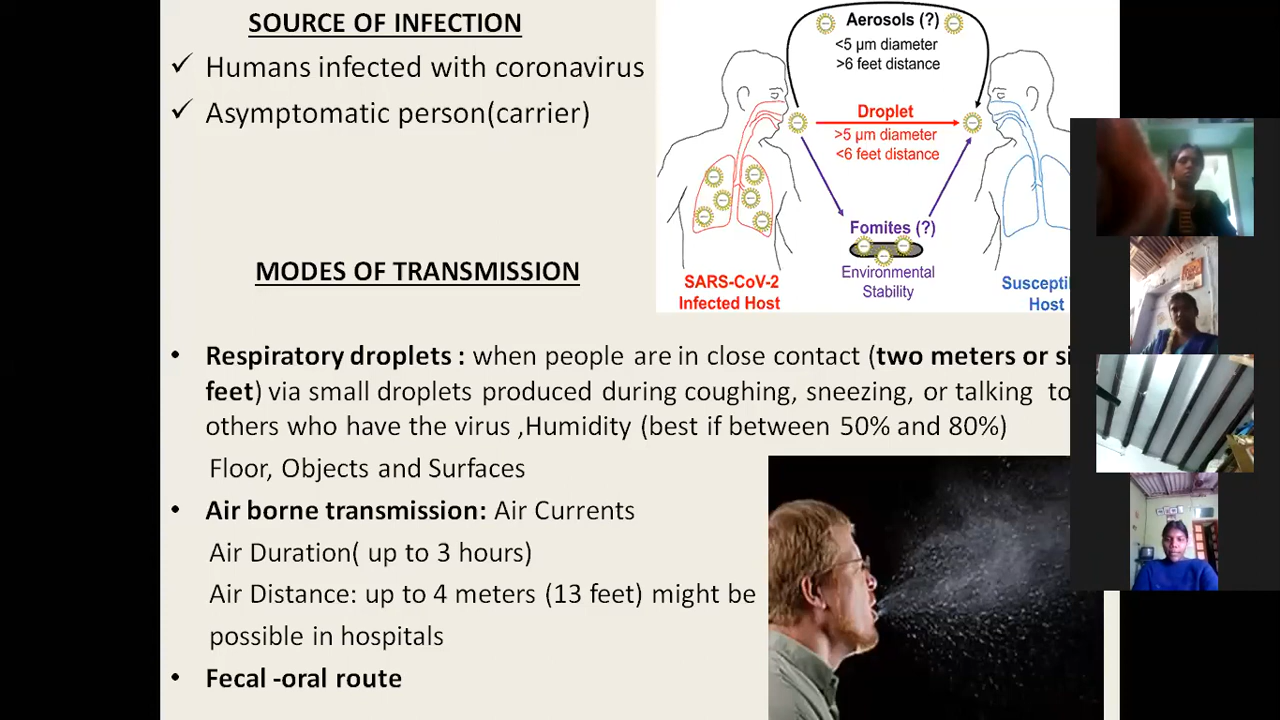 SOURCE OF INFECTION
✓ Humans infected with coronavirus
✓ Asymptomatic person(carrier)
Aerosols (?)
<5 µm diameter
>6 feet distance
Droplet
>5 µm diameter
<6 feet distance
Fomites (?)
Environmental
Stability
SARS-CoV-2
Infected Host
Suscepti
Host
MODES OF TRANSMISSION
• Respiratory droplets : when people are in close contact (two meters or si
feet) via small droplets produced during coughing, sneezing, or talking to
others who have the virus ,Humidity (best if between 50% and 80%)
Floor, Objects and Surfaces
• Air borne transmission: Air Currents
Air Duration( up to 3 hours)
Air Distance: up to 4 meters (13 feet) might be
possible in hospitals
• Fecal -oral route